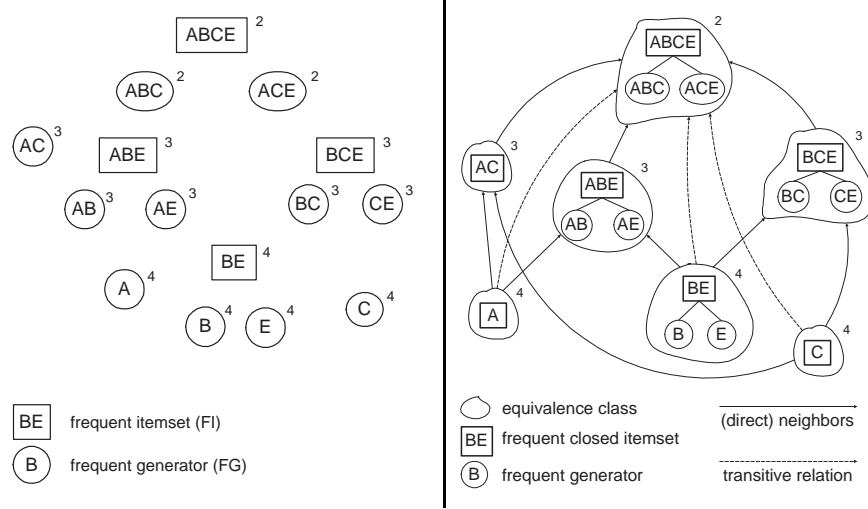 ABCE 2
ABC 2 ACE 2
AC 3
ABE 3 BCE 3
AB 3 AE 3 BC 3 CE 3
BE 4
A 4
B 4 E 4 C 4
BE frequent itemset (FI)
B frequent generator (FG)
2
ABCE
ABC ACE
3
AC
3
ABE
AB AE
3
BCE
BC CE
4
A
4
BE
B E
4
C
equivalence class
BE frequent closed itemset
B frequent generator
(direct) neighbors
transitive relation